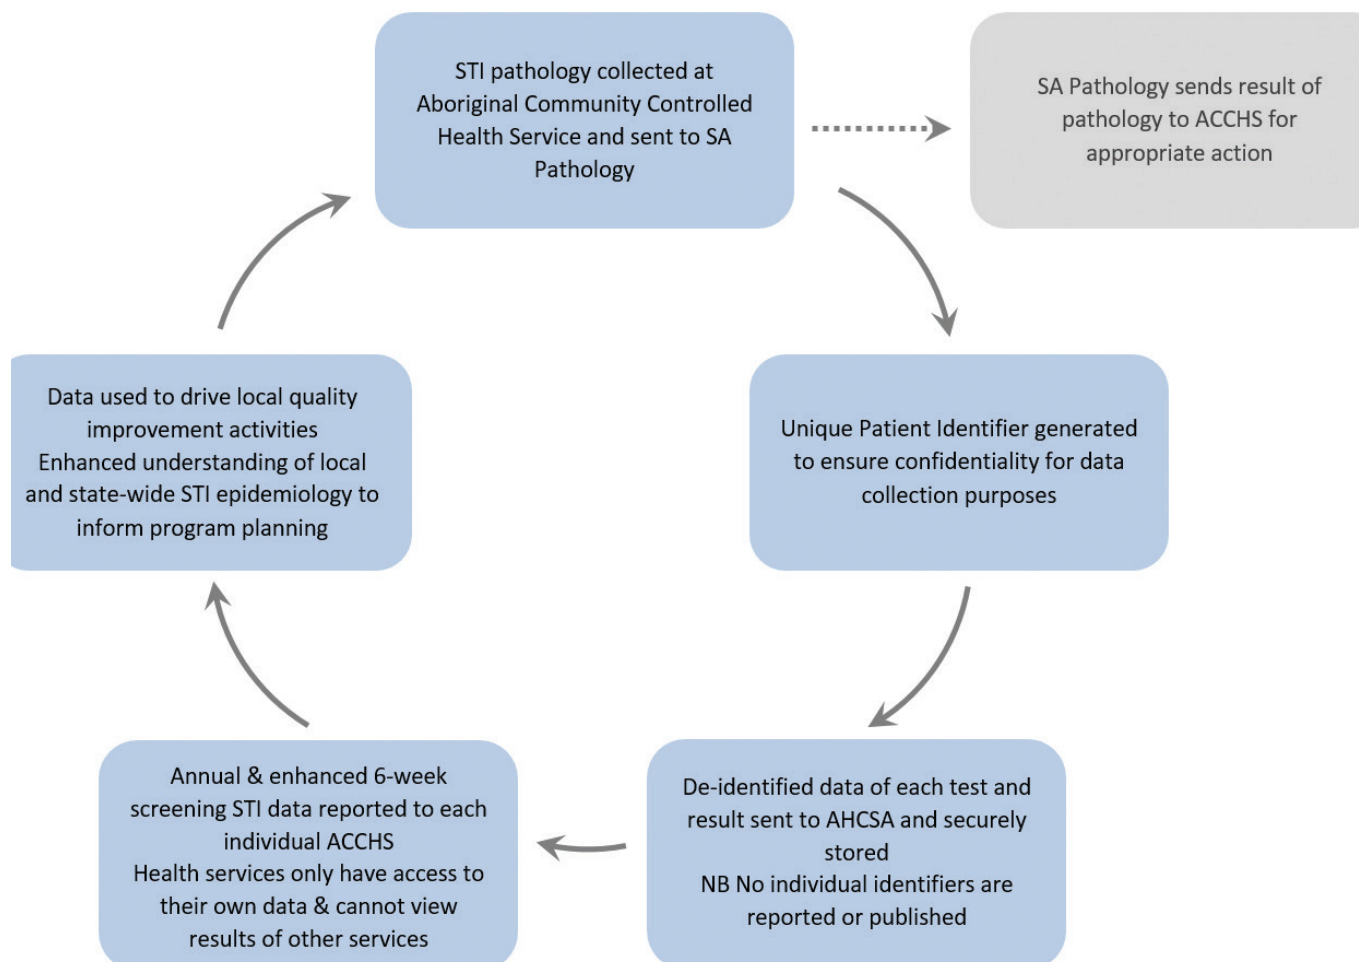 STI pathology collected at
Aboriginal Community Controlled
Health Service and sent to SA
Pathology
SA Pathology sends result of
pathology to ACCHS for
appropriate action
Unique Patient Identifier generated
to ensure confidentiality for data
collection purposes
De-identified data of each test and
result sent to AHCSA and securely
stored
NB No individual identifiers are
reported or published
Annual & enhanced 6-week
screening STI data reported to each
individual ACCHS
Health services only have access to
their own data & cannot view
results of other services
Data used to drive local quality
improvement activities
Enhanced understanding of local
and state-wide STI epidemiology to
inform program planning